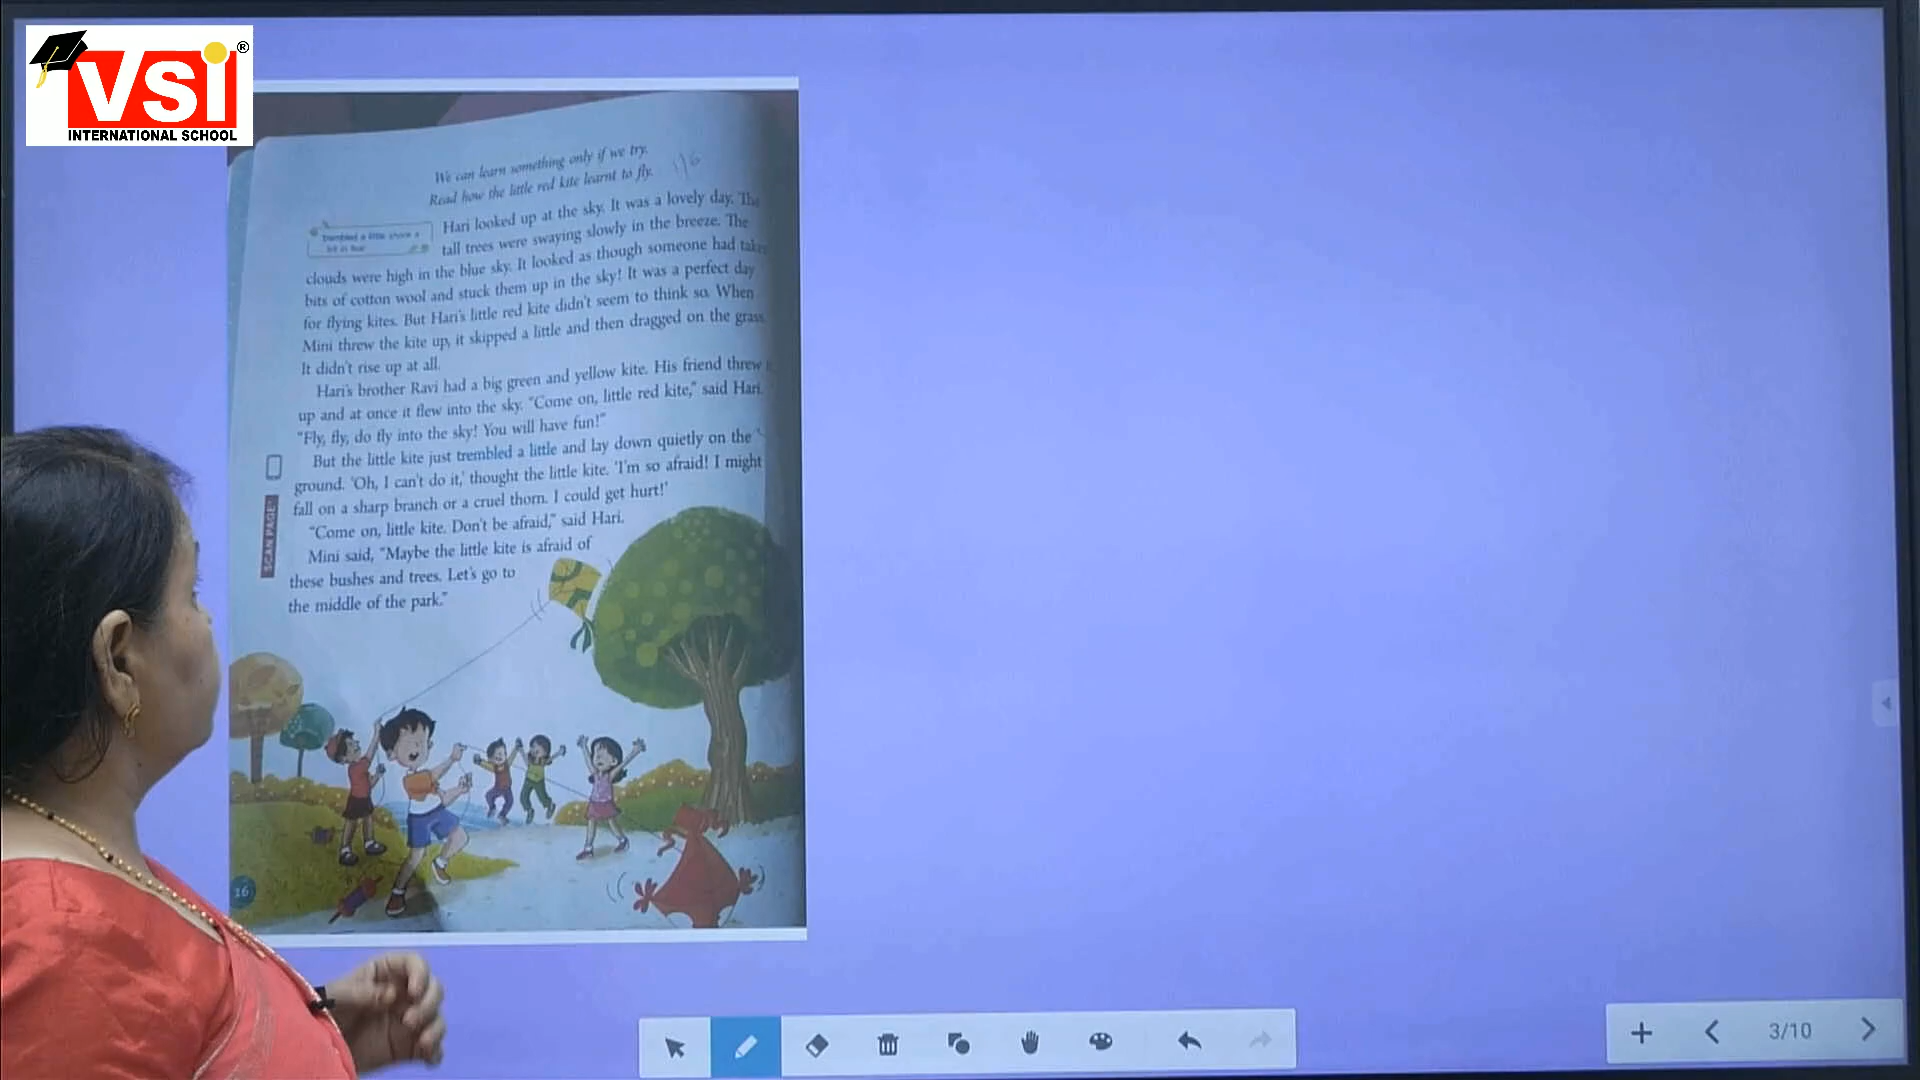 VSI®
INTERNATIONAL SCHOOL
We can learn something only if we try.
Read how the little red kite learnt to fly.
1/6
trembled a little: shook a
bit in fear
Hari looked up at the sky. It was a lovely day. The
tall trees were swaying slowly in the breeze. The
clouds were high in the blue sky. It looked as though someone had taken
bits of cotton wool and stuck them up in the sky! It was a perfect day
for flying kites. But Hari's little red kite didn't seem to think so. When
Mini threw the kite up, it skipped a little and then dragged on the grass.
It didn't rise up at all.
Hari's brother Ravi had a big green and yellow kite. His friend threw it
up and at once it flew into the sky. “Come on, little red kite,” said Hari.
“Fly, fly, do fly into the sky! You will have fun!”
But the little kite just trembled a little and lay down quietly on the
ground. ‘Oh, I can't do it,’ thought the little kite. ‘I'm so afraid! I might
fall on a sharp branch or a cruel thorn. I could get hurt!’
“Come on, little kite. Don't be afraid,” said Hari.
Mini said, “Maybe the little kite is afraid of
these bushes and trees. Let's go to
the middle of the park.”
SCAN PAGE
16
3/10